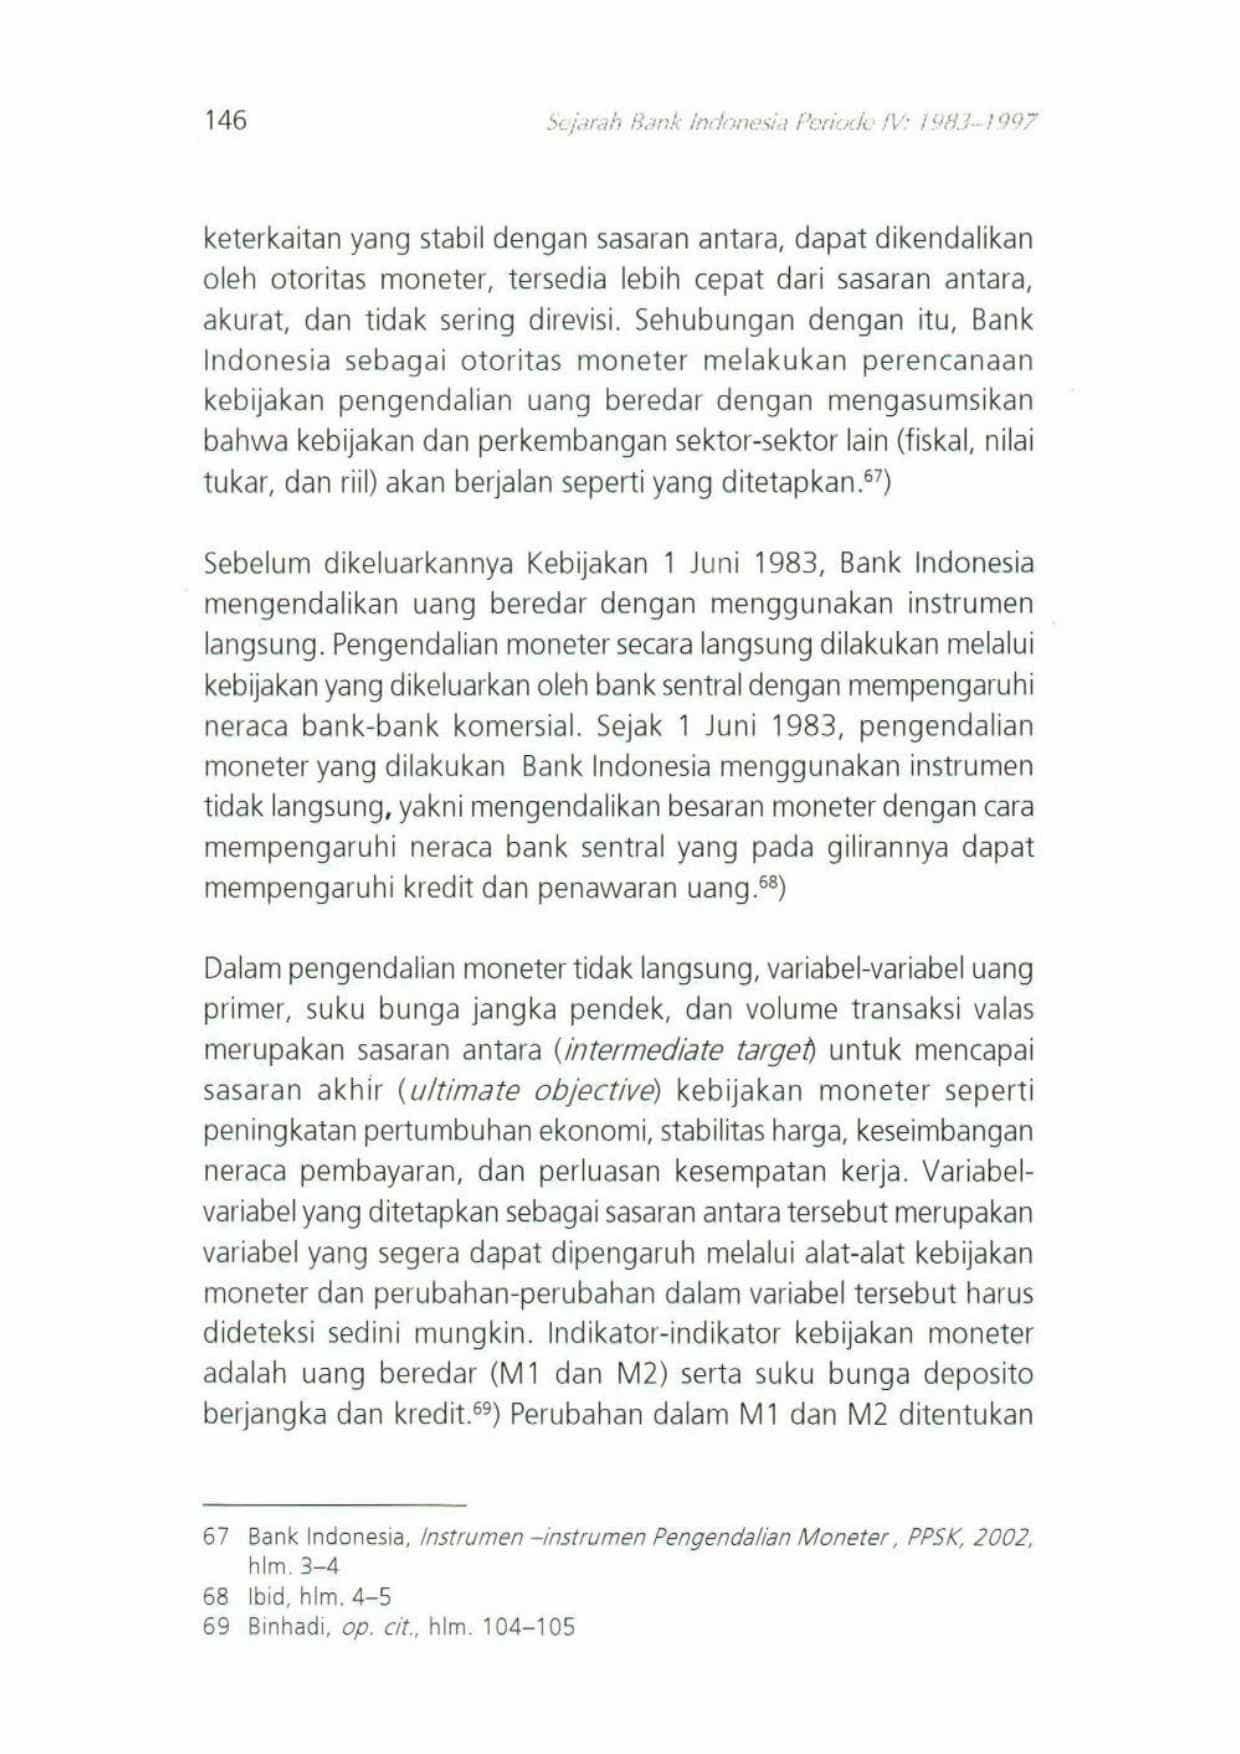 146 Sejarah Bank Indonesia Periode IV: 1983–1997
keterkaitan yang stabil dengan sasaran antara, dapat dikendalikan
oleh otoritas moneter, tersedia lebih cepat dari sasaran antara,
akurat, dan tidak sering direvisi. Sehubungan dengan itu, Bank
Indonesia sebagai otoritas moneter melakukan perencanaan
kebijakan pengendalian uang beredar dengan mengasumsikan
bahwa kebijakan dan perkembangan sektor-sektor lain (fiskal, nilai
tukar, dan riil) akan berjalan seperti yang ditetapkan.⁶⁷)
Sebelum dikeluarkannya Kebijakan 1 Juni 1983, Bank Indonesia
mengendalikan uang beredar dengan menggunakan instrumen
langsung. Pengendalian moneter secara langsung dilakukan melalui
kebijakan yang dikeluarkan oleh bank sentral dengan mempengaruhi
neraca bank-bank komersial. Sejak 1 Juni 1983, pengendalian
moneter yang dilakukan Bank Indonesia menggunakan instrumen
tidak langsung, yakni mengendalikan besaran moneter dengan cara
mempengaruhi neraca bank sentral yang pada gilirannya dapat
mempengaruhi kredit dan penawaran uang.⁶⁸)
Dalam pengendalian moneter tidak langsung, variabel-variabel uang
primer, suku bunga jangka pendek, dan volume transaksi valas
merupakan sasaran antara (intermediate target) untuk mencapai
sasaran akhir (ultimate objective) kebijakan moneter seperti
peningkatan pertumbuhan ekonomi, stabilitas harga, keseimbangan
neraca pembayaran, dan perluasan kesempatan kerja. Variabel-
variabel yang ditetapkan sebagai sasaran antara tersebut merupakan
variabel yang segera dapat dipengaruh melalui alat-alat kebijakan
moneter dan perubahan-perubahan dalam variabel tersebut harus
dideteksi sedini mungkin. Indikator-indikator kebijakan moneter
adalah uang beredar (M1 dan M2) serta suku bunga deposito
berjangka dan kredit.⁶⁹) Perubahan dalam M1 dan M2 ditentukan
67 Bank Indonesia, Instrumen –instrumen Pengendalian Moneter, PPSK, 2002,
hlm. 3–4
68 Ibid, hlm. 4–5
69 Binhadi, op. cit., hlm. 104–105